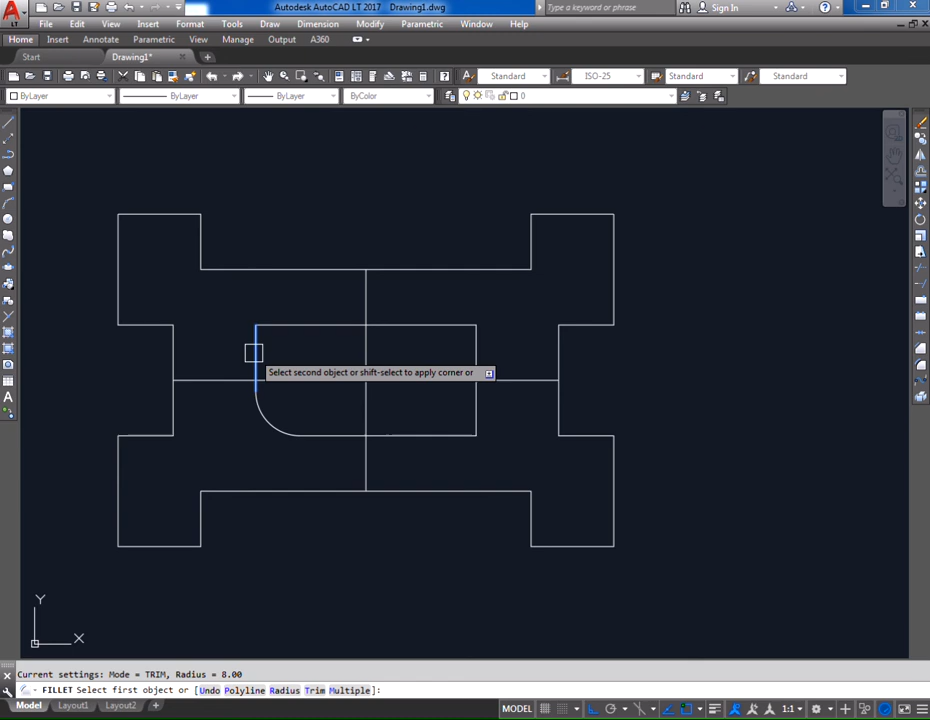 Autodesk AutoCAD LT 2017 Drawing1.dwg
Type a keyword or phrase
Sign In
LT
File Edit View Insert Format Tools Draw Dimension Modify Parametric Window Help
Home Insert Annotate Parametric View Manage Output A360
Start Drawing1*
Standard ISO-25 Standard Standard
ByLayer ByLayer ByLayer ByColor 0
Select second object or shift-select to apply corner or
Y
X
Current settings: Mode = TRIM, Radius = 8.00
FILLET Select first object or [Undo Polyline Radius Trim Multiple]:
Model Layout1 Layout2 +
MODEL 1:1